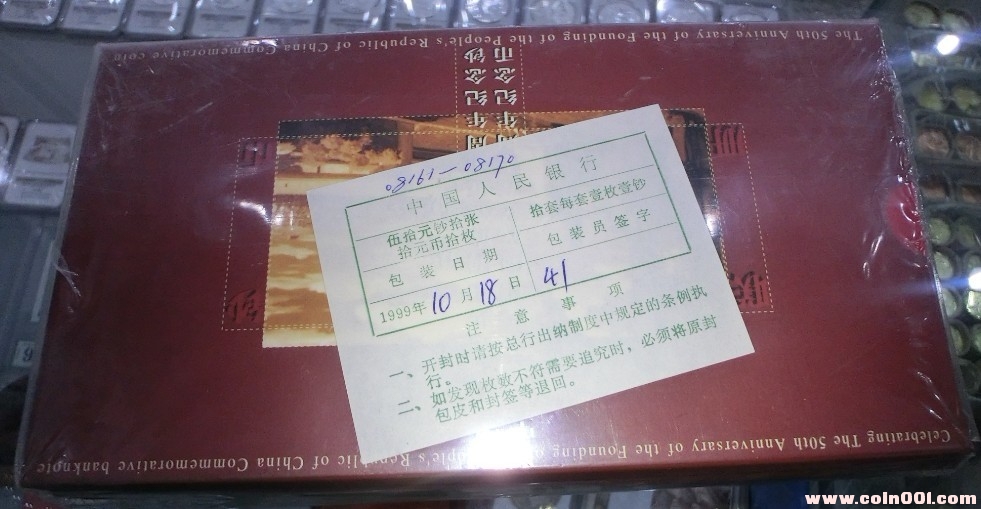 The 50th Anniversary of the Founding of the People's Republic of China Commemorative coin
年纪念币
年纪念钞
08161—08170
中国人民银行
伍拾元钞拾张
拾元币拾枚
拾套每套壹枚壹钞
包装日期
包装员签字
1999年10月18日
41
注意事项
一、开封时请按总行出纳制度中规定的条例执
行。
二、如发现枚数不符需要追究时，必须将原封
包皮和封签等退回。
Celebrating The 50th Anniversary of the Founding of the People's Republic of China Commemorative banknote
www.coin001.com